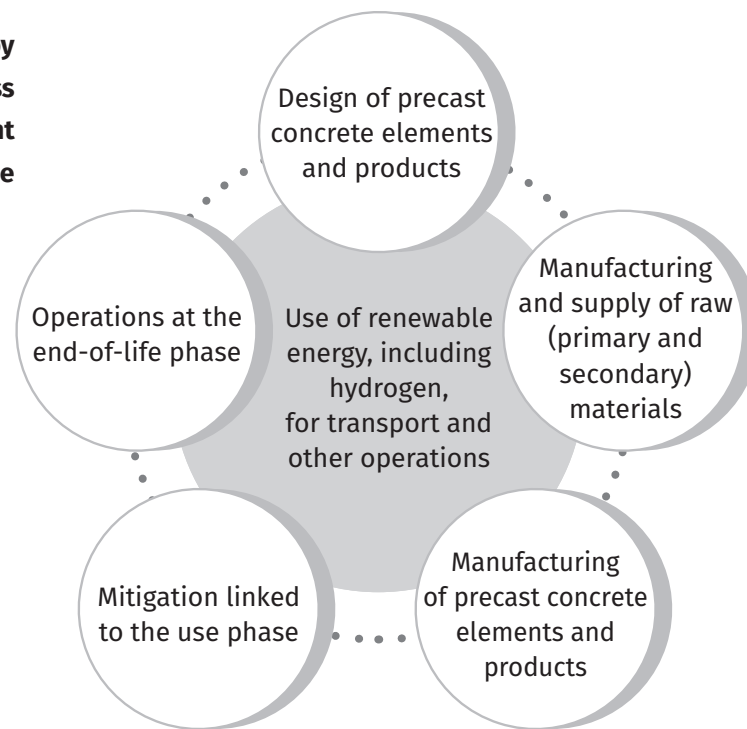 Design of precast
concrete elements
and products
Manufacturing
and supply of raw
(primary and
secondary)
materials
Manufacturing
of precast concrete
elements and
products
Mitigation linked
to the use phase
Operations at the
end-of-life phase
Use of renewable
energy, including
hydrogen,
for transport and
other operations